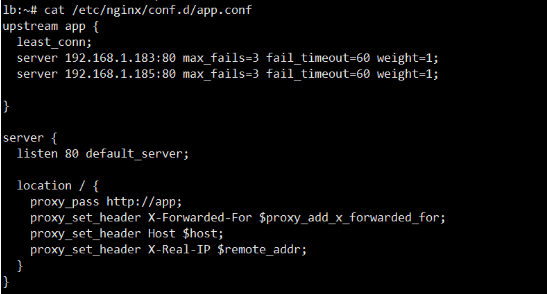 lb:~# cat /etc/nginx/conf.d/app.conf
upstream app {
  least_conn;
  server 192.168.1.183:80 max_fails=3 fail_timeout=60 weight=1;
  server 192.168.1.185:80 max_fails=3 fail_timeout=60 weight=1;

}

server {
  listen 80 default_server;

  location / {
    proxy_pass http://app;
    proxy_set_header X-Forwarded-For $proxy_add_x_forwarded_for;
    proxy_set_header Host $host;
    proxy_set_header X-Real-IP $remote_addr;
  }
}